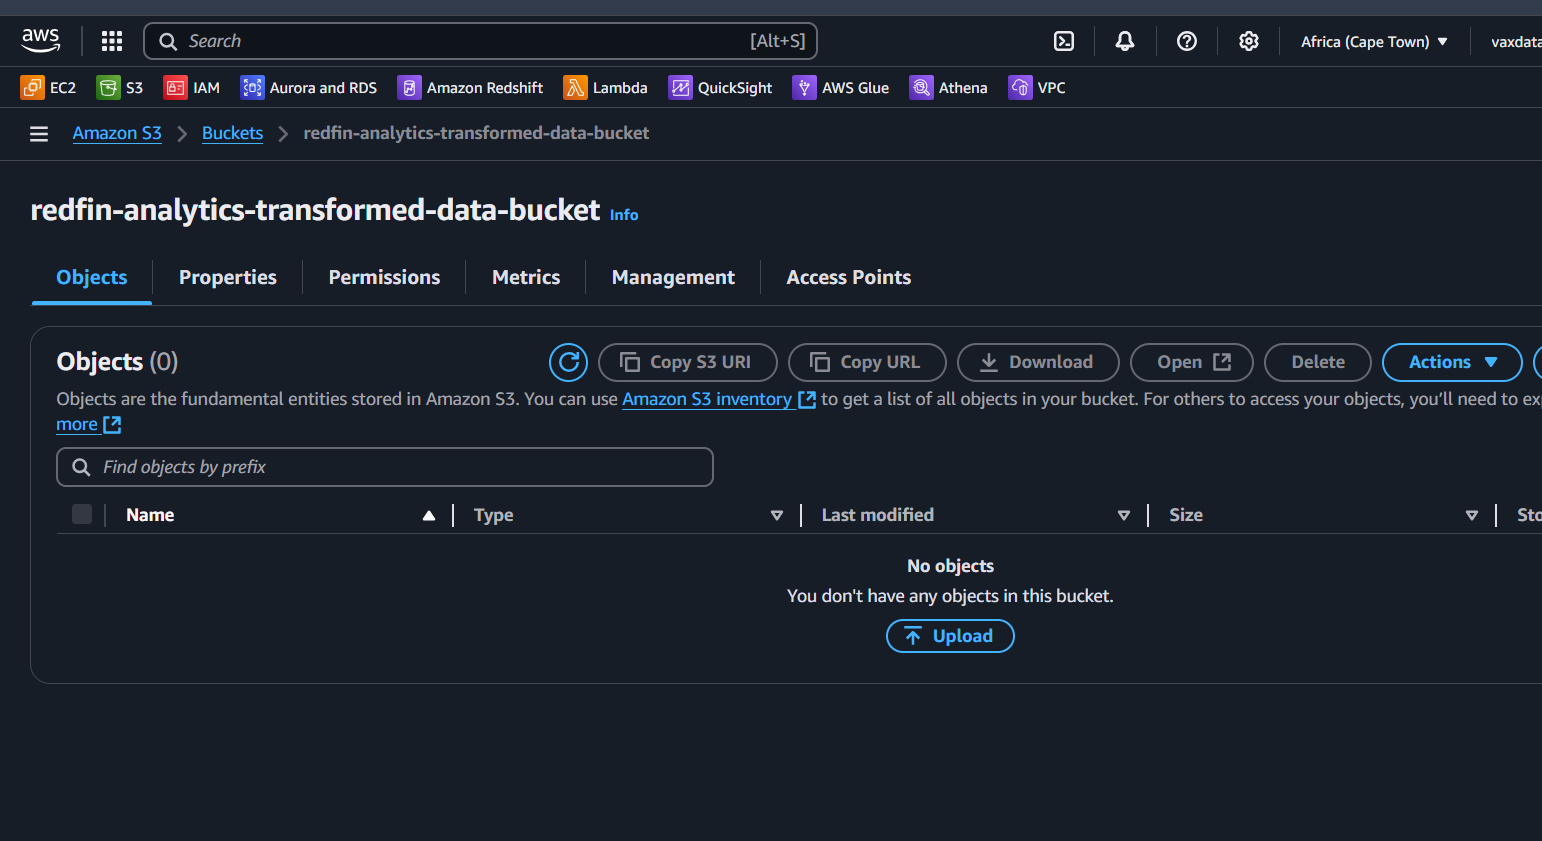 aws Search [Alt+S] Africa (Cape Town) vaxdata
EC2 S3 IAM Aurora and RDS Amazon Redshift Lambda QuickSight AWS Glue Athena VPC
Amazon S3 Buckets redfin-analytics-transformed-data-bucket
redfin-analytics-transformed-data-bucket Info
Objects Properties Permissions Metrics Management Access Points
Objects (0) Copy S3 URI Copy URL Download Open Delete Actions
Objects are the fundamental entities stored in Amazon S3. You can use Amazon S3 inventory to get a list of all objects in your bucket. For others to access your objects, you’ll need to ex
more
Find objects by prefix
Name Type Last modified Size Sto
No objects
You don't have any objects in this bucket.
Upload